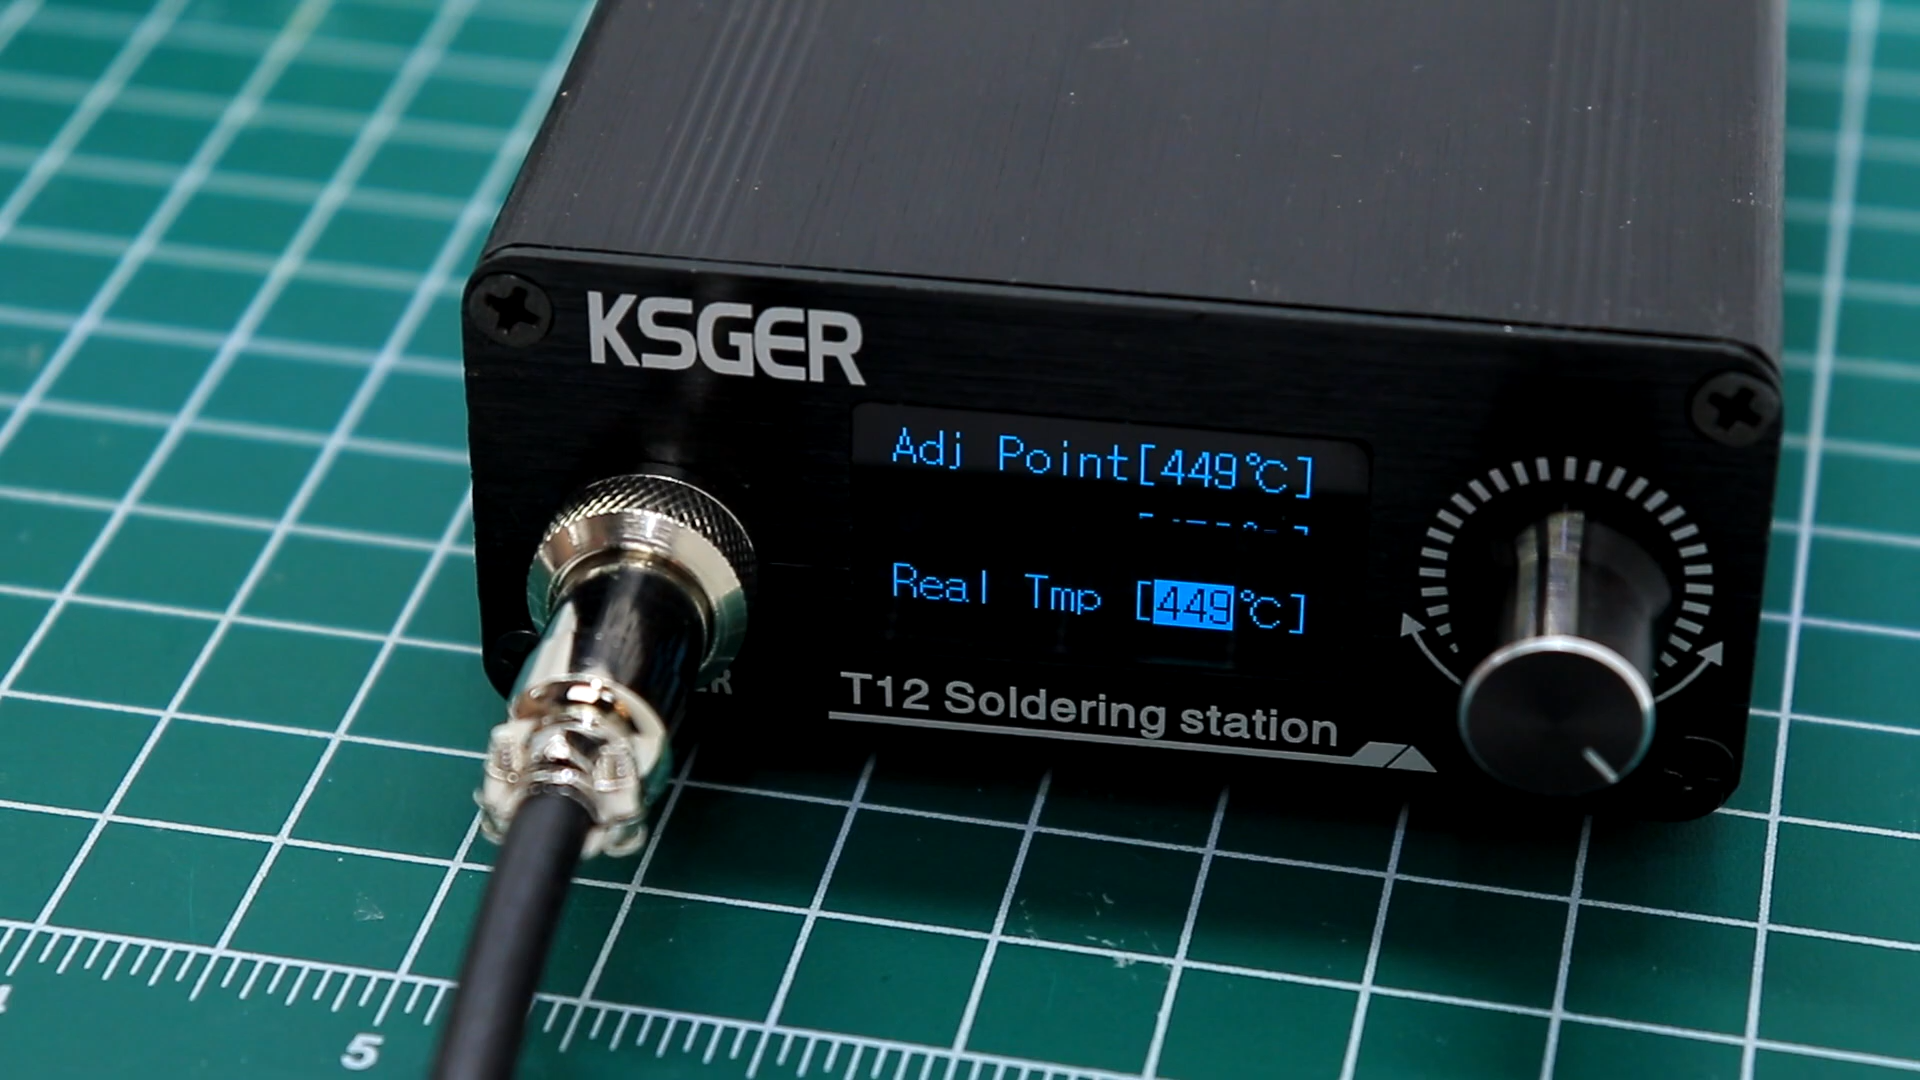 KSGER
Adj Point[449℃]
Real Tmp [449℃]
T12 Soldering station
5